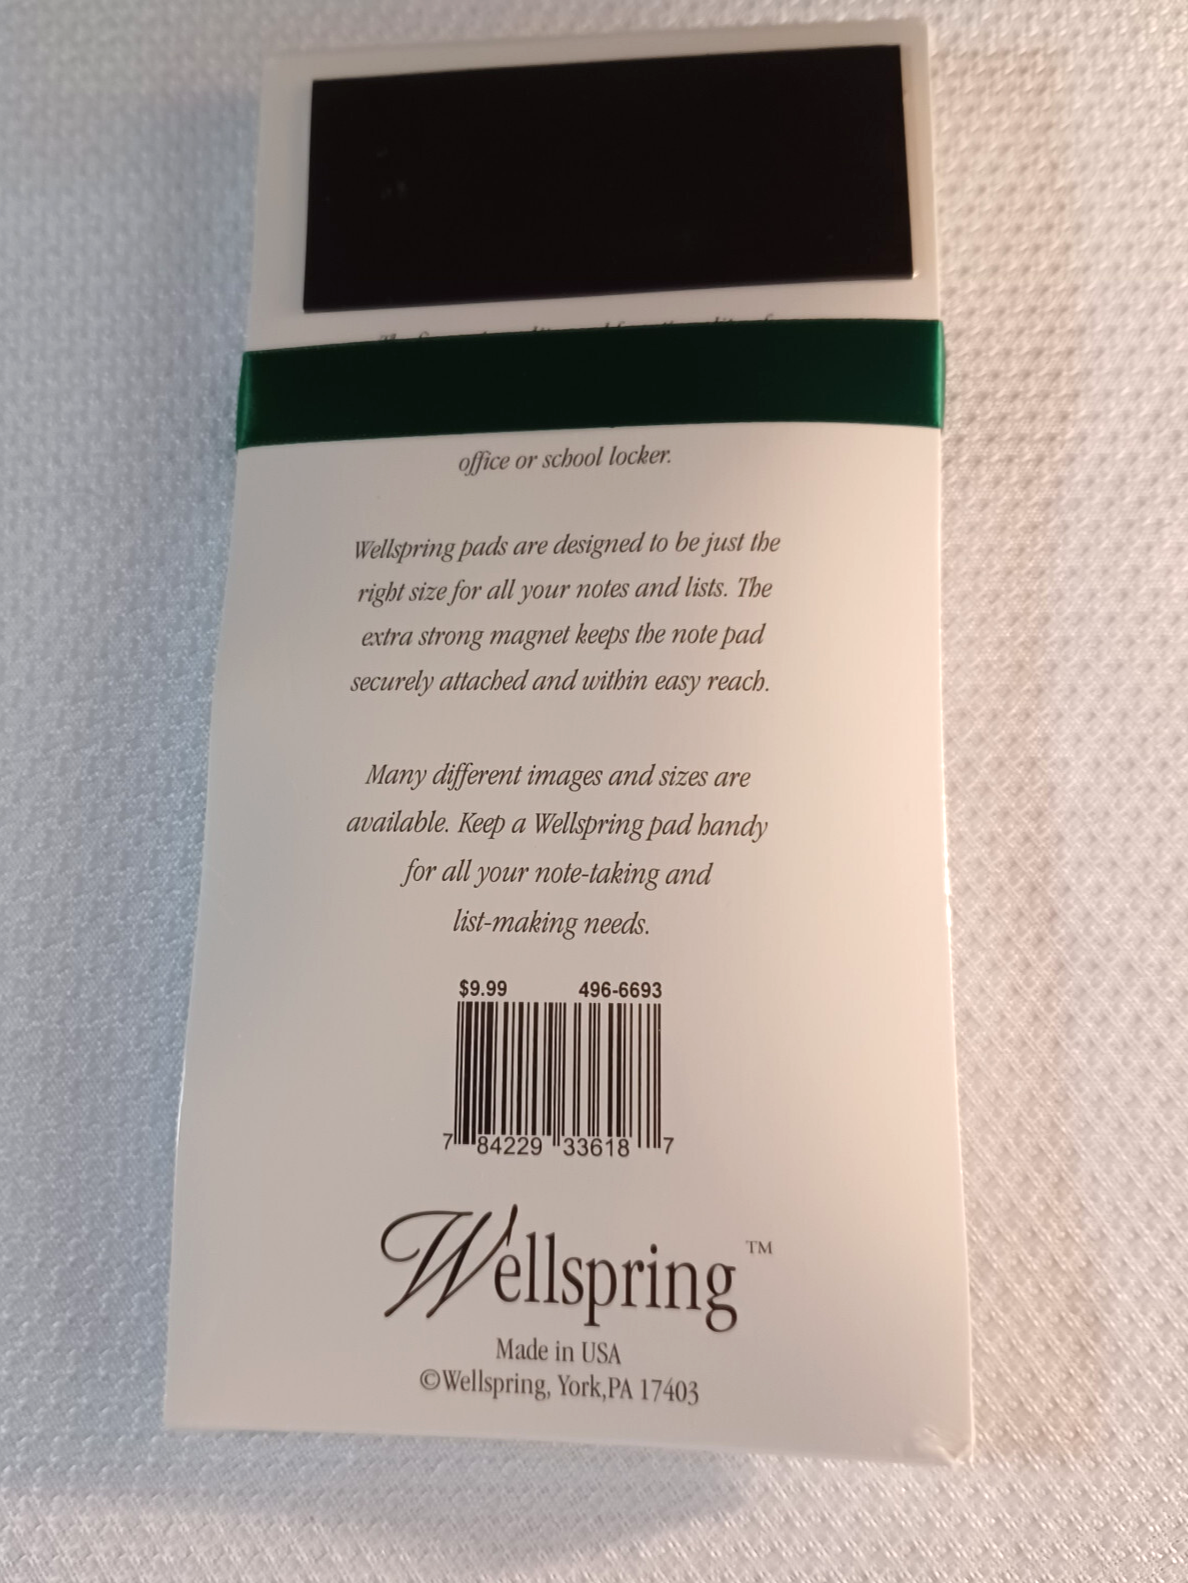 office or school locker.
Wellspring pads are designed to be just the
right size for all your notes and lists. The
extra strong magnet keeps the note pad
securely attached and within easy reach.
Many different images and sizes are
available. Keep a Wellspring pad handy
for all your note-taking and
list-making needs.
$9.99 496-6693
7 84229 33618 7
Wellspring™
Made in USA
©Wellspring, York,PA 17403